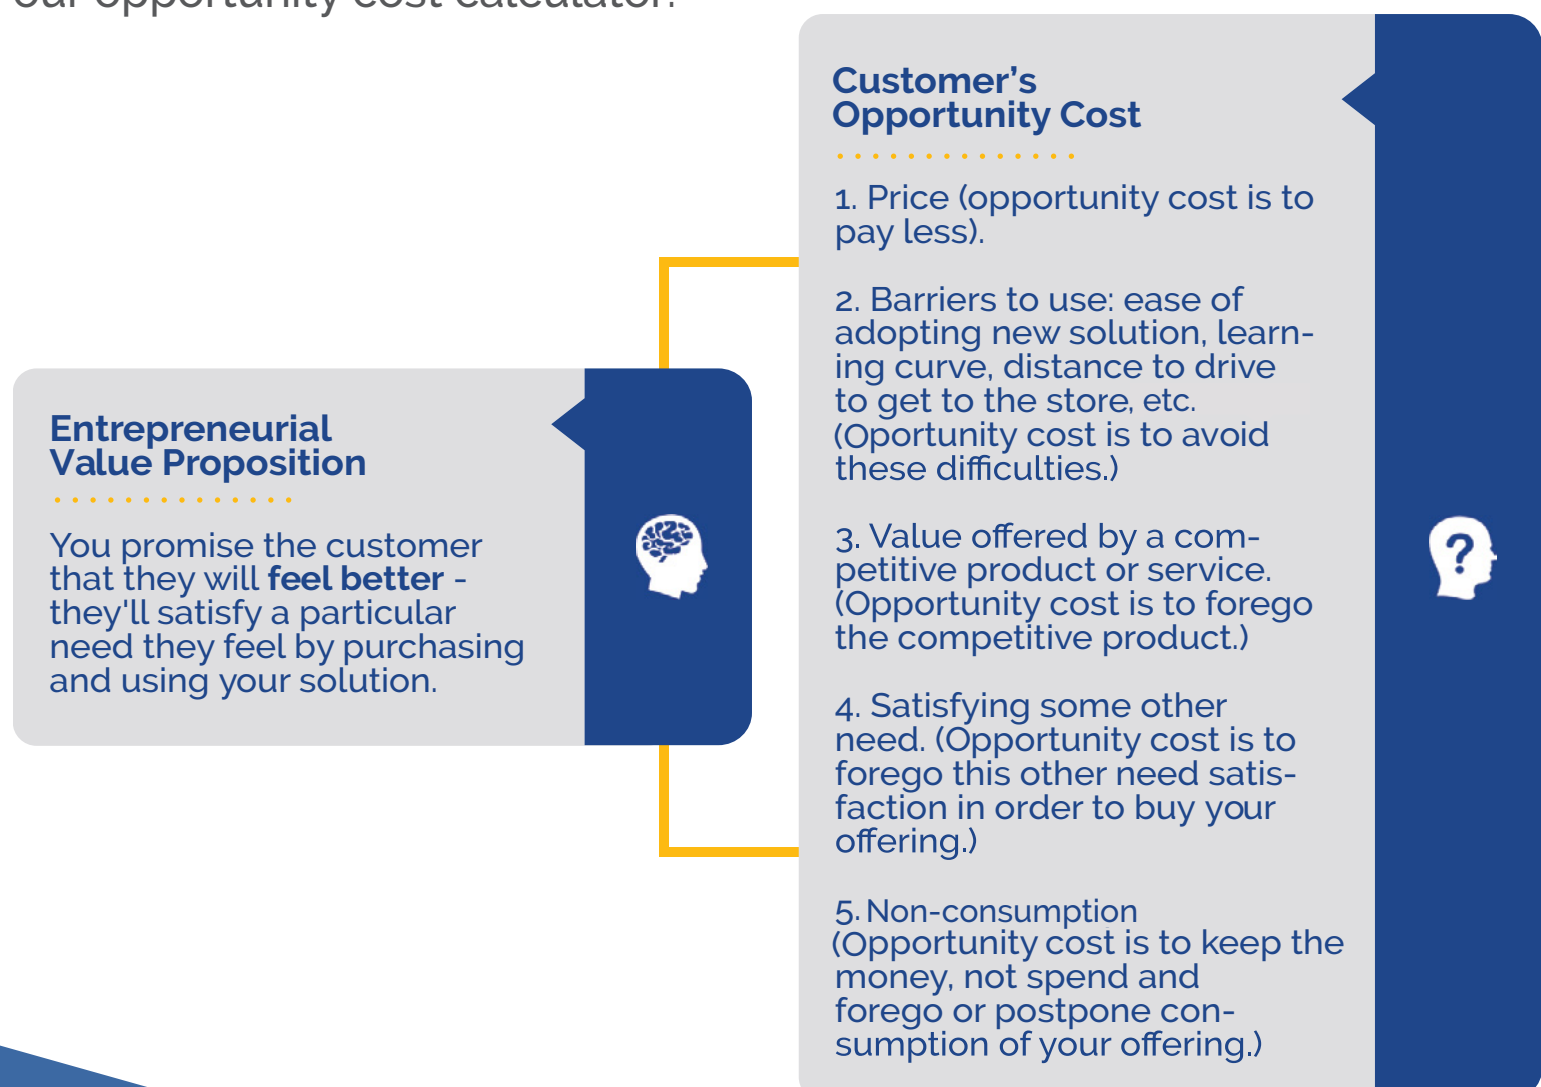 our opportunity cost calculator.
Entrepreneurial
Value Proposition
You promise the customer
that they will feel better -
they'll satisfy a particular
need they feel by purchasing
and using your solution.
Customer's
Opportunity Cost
1. Price (opportunity cost is to
pay less).
2. Barriers to use: ease of
adopting new solution, learn-
ing curve, distance to drive
to get to the store, etc.
(Oportunity cost is to avoid
these difficulties.)
3. Value offered by a com-
petitive product or service.
(Opportunity cost is to forego
the competitive product.)
4. Satisfying some other
need. (Opportunity cost is to
forego this other need satis-
faction in order to buy your
offering.)
5. Non-consumption
(Opportunity cost is to keep the
money, not spend and
forego or postpone con-
sumption of your offering.)
?